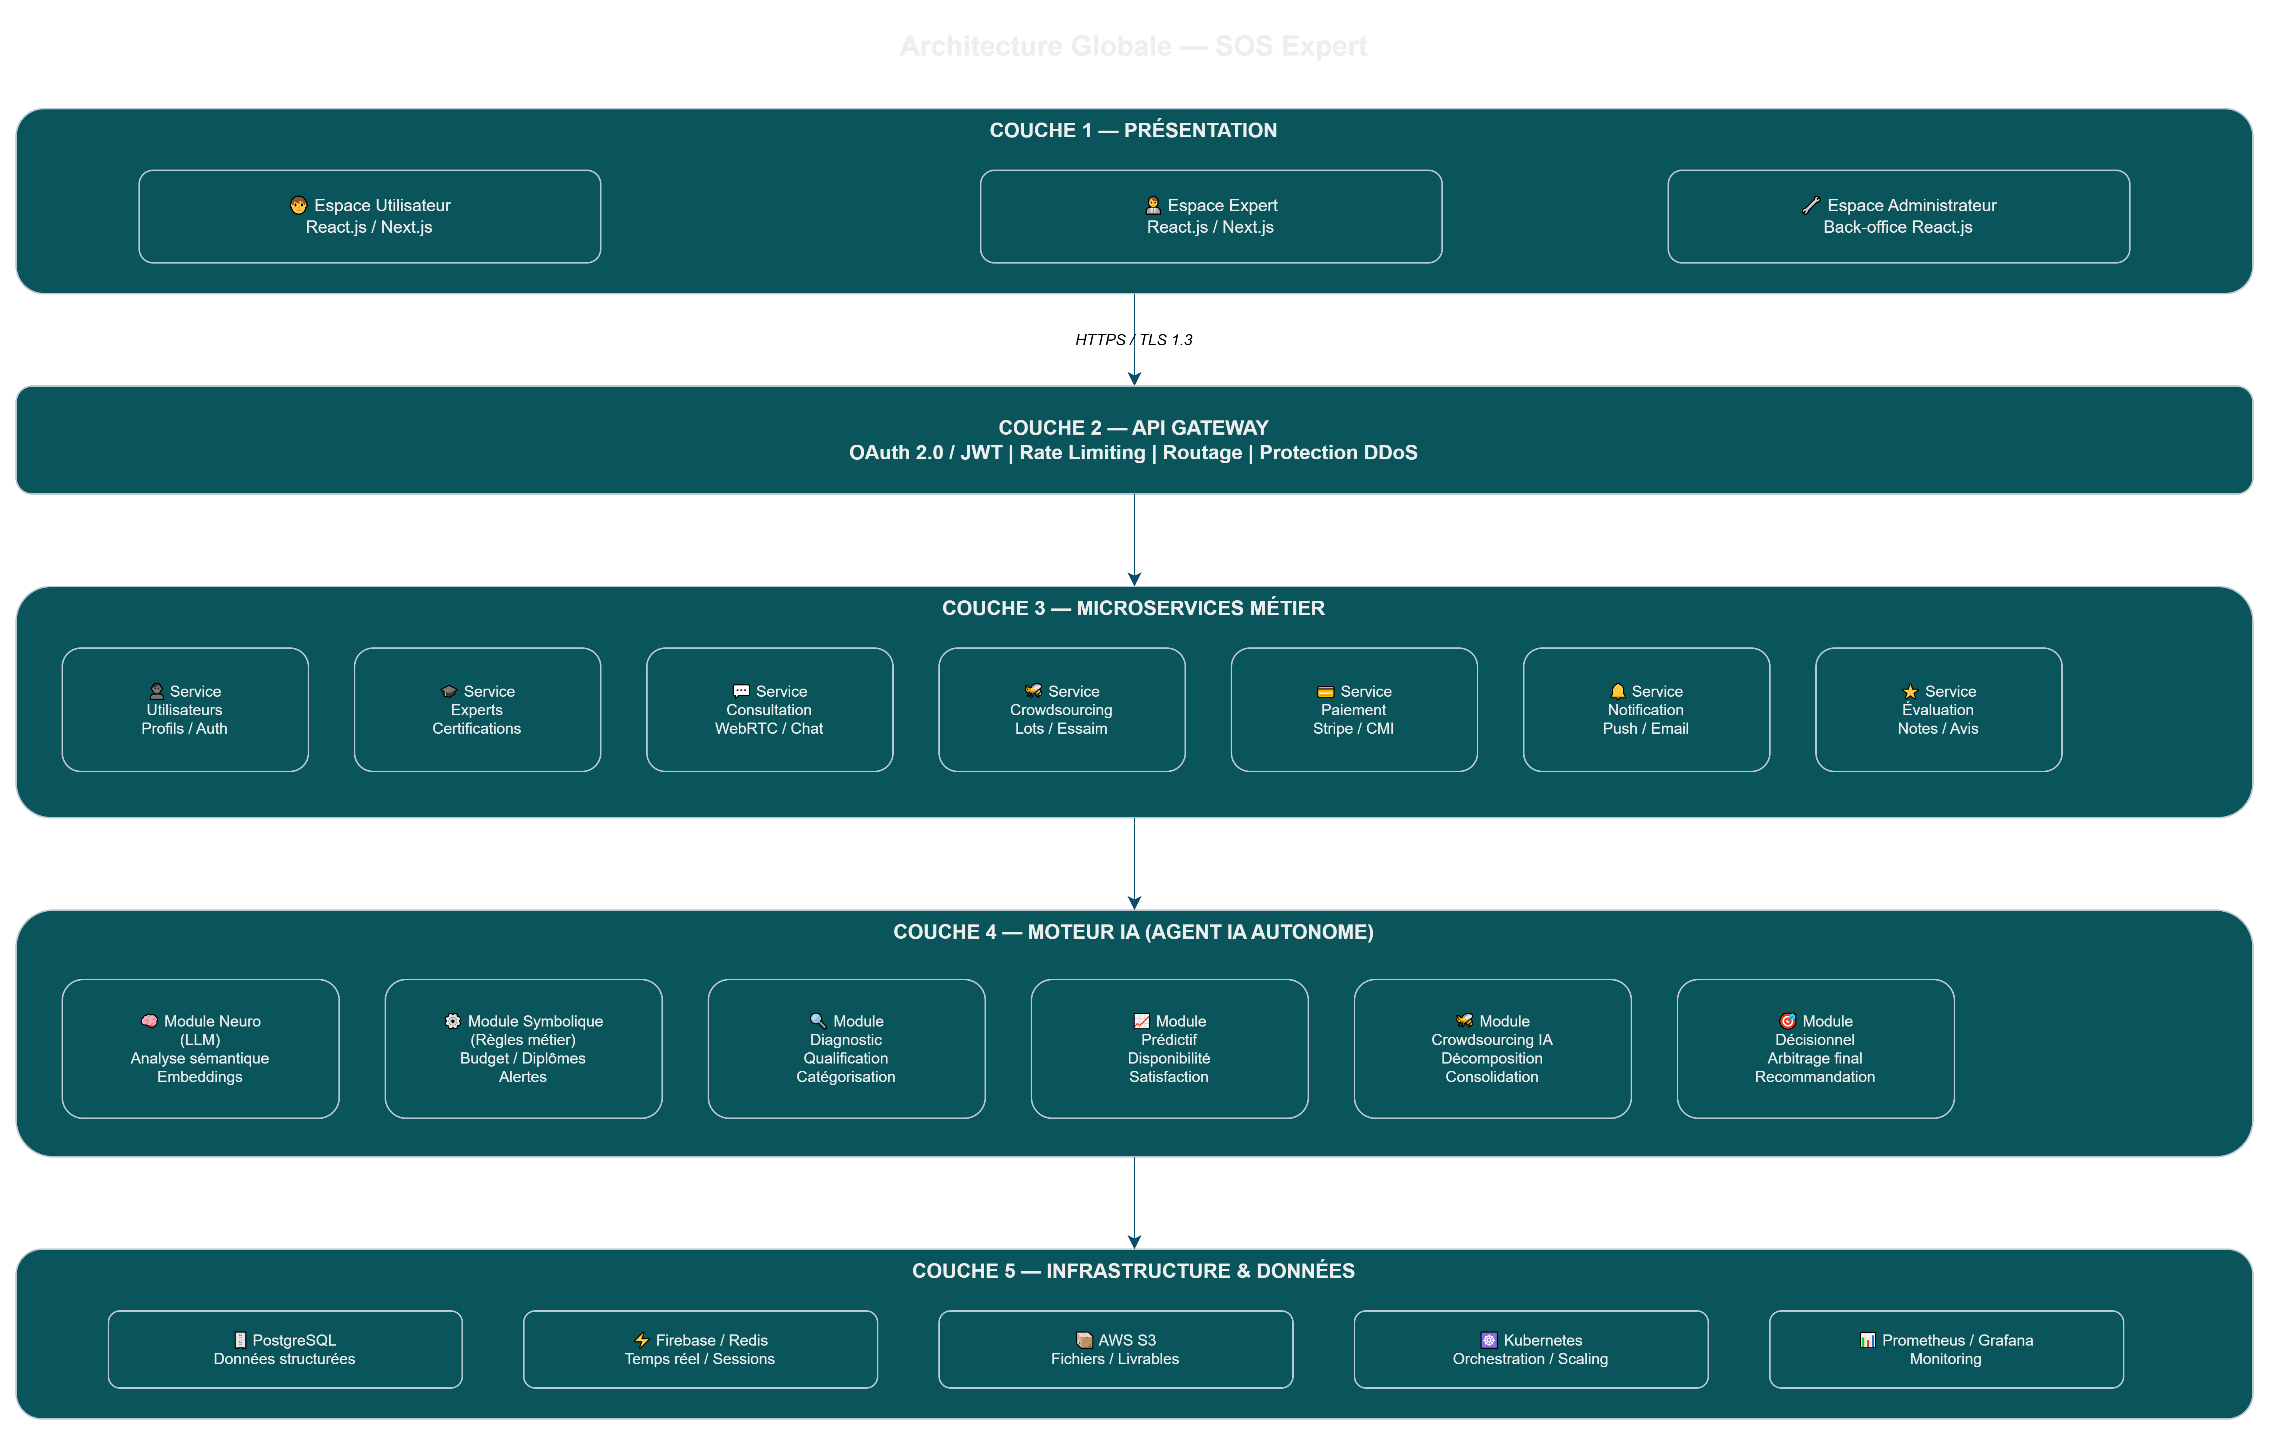 Architecture Globale — SOS Expert
COUCHE 1 — PRÉSENTATION
Espace Utilisateur
React.js / Next.js
Espace Expert
React.js / Next.js
Espace Administrateur
Back-office React.js
HTTPS / TLS 1.3
COUCHE 2 — API GATEWAY
OAuth 2.0 / JWT | Rate Limiting | Routage | Protection DDoS
COUCHE 3 — MICROSERVICES MÉTIER
Service
Utilisateurs
Profils / Auth
Service
Experts
Certifications
Service
Consultation
WebRTC / Chat
Service
Crowdsourcing
Lots / Essaim
Service
Paiement
Stripe / CMI
Service
Notification
Push / Email
Service
Évaluation
Notes / Avis
COUCHE 4 — MOTEUR IA (AGENT IA AUTONOME)
Module Neuro
(LLM)
Analyse sémantique
Embeddings
Module Symbolique
(Règles métier)
Budget / Diplômes
Alertes
Module
Diagnostic
Qualification
Catégorisation
Module
Prédictif
Disponibilité
Satisfaction
Module
Crowdsourcing IA
Décomposition
Consolidation
Module
Décisionnel
Arbitrage final
Recommandation
COUCHE 5 — INFRASTRUCTURE & DONNÉES
PostgreSQL
Données structurées
Firebase / Redis
Temps réel / Sessions
AWS S3
Fichiers / Livrables
Kubernetes
Orchestration / Scaling
Prometheus / Grafana
Monitoring